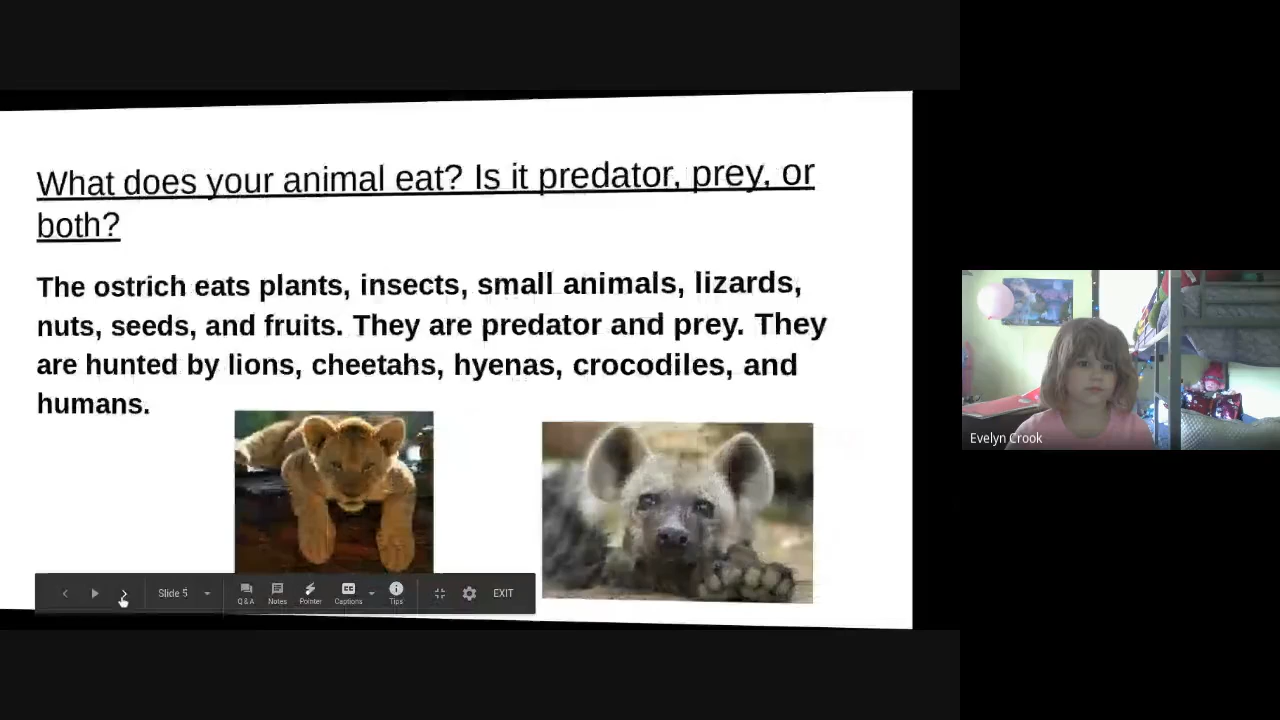 What does your animal eat? Is it predator, prey, or
both?
The ostrich eats plants, insects, small animals, lizards,
nuts, seeds, and fruits. They are predator and prey. They
are hunted by lions, cheetahs, hyenas, crocodiles, and
humans.
Slide 5
Q & A
Notes
Pointer
CC
Captions
Tips
EXIT
Evelyn Crook